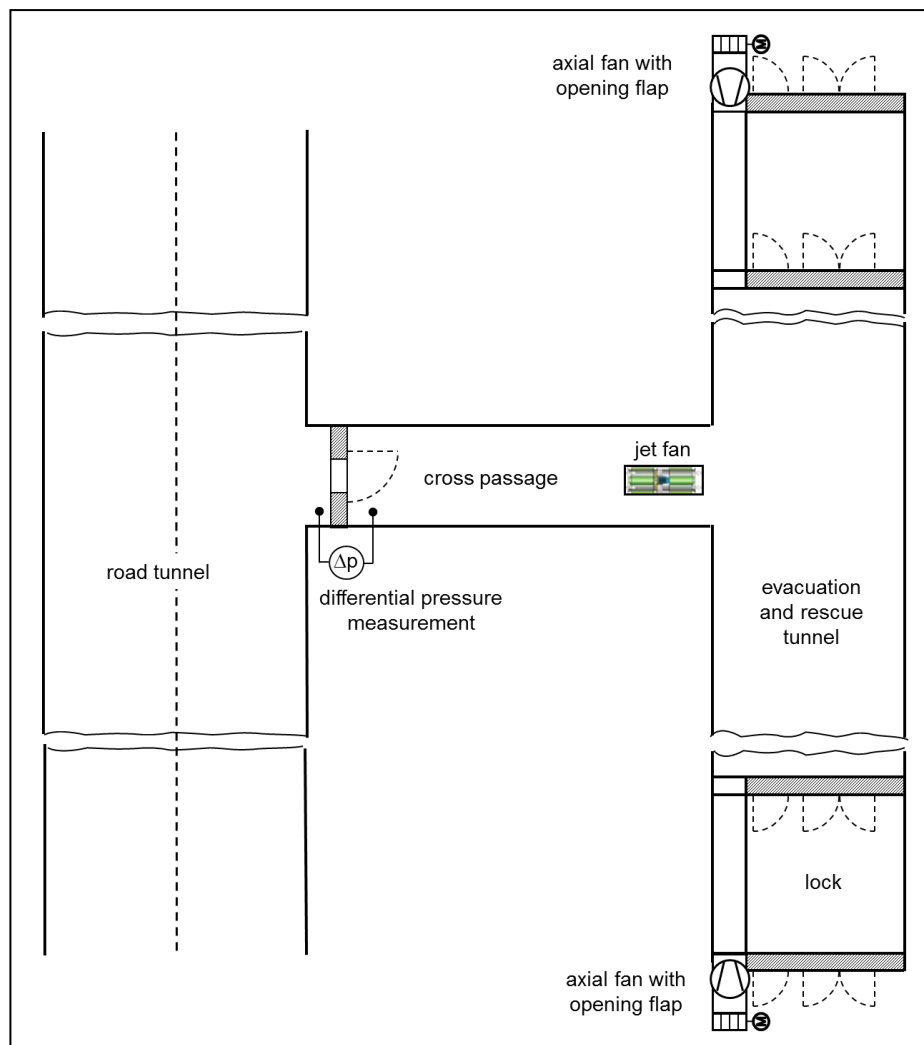 axial fan with
opening flap
M
jet fan
cross passage
Δp
road tunnel
differential pressure
measurement
evacuation
and rescue
tunnel
lock
axial fan with
opening flap
M